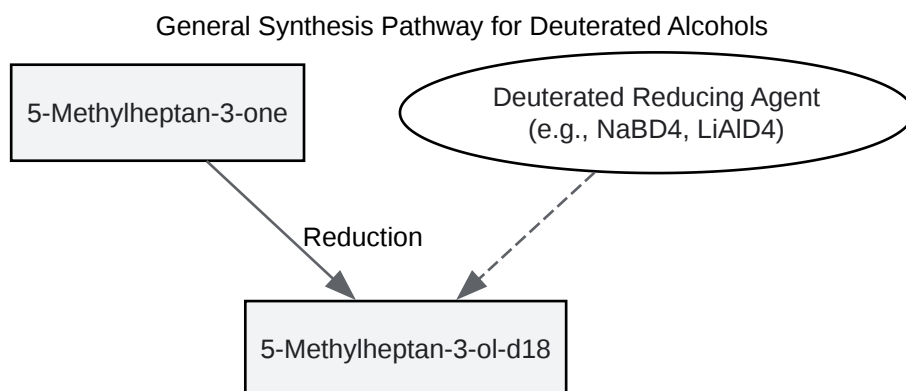 General Synthesis Pathway for Deuterated Alcohols
5-Methylheptan-3-one
Deuterated Reducing Agent
(e.g., NaBD4, LiAlD4)
Reduction
5-Methylheptan-3-ol-d18